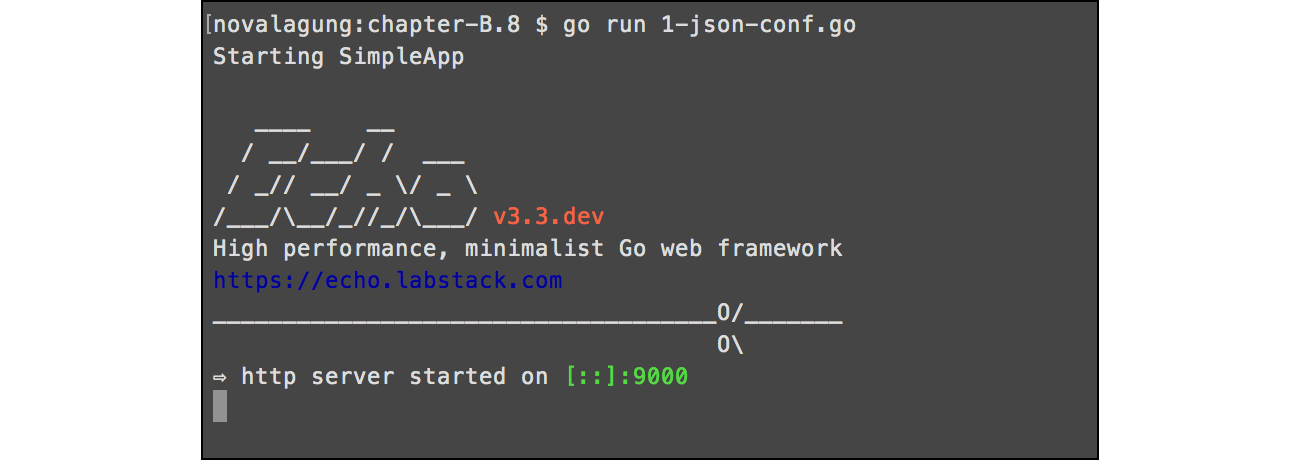 [novalagung:chapter-B.8 $ go run 1-json-conf.go
Starting SimpleApp
   ____    __
  / __/___/ /  ___
 / _// __/ _ \/ _ \
/___/\__/_//_/\___/ v3.3.dev
High performance, minimalist Go web framework
https://echo.labstack.com
____________________________________O/_______
                                    O\
⇨ http server started on [::]:9000